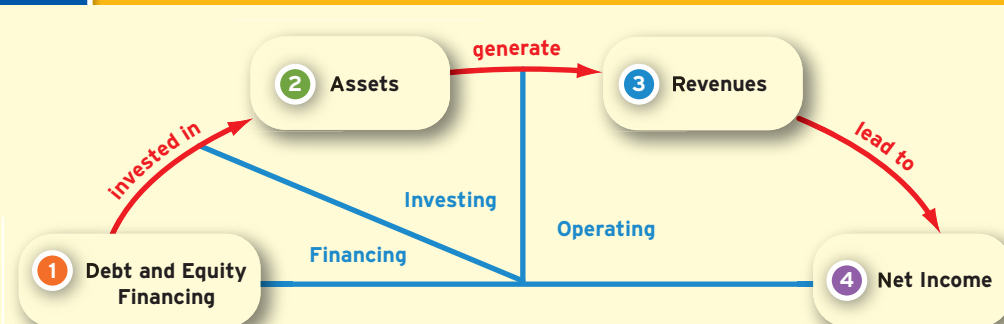 generate
2 Assets
3 Revenues
invested in
lead to
Investing
Operating
Financing
1 Debt and Equity
Financing
4 Net Income